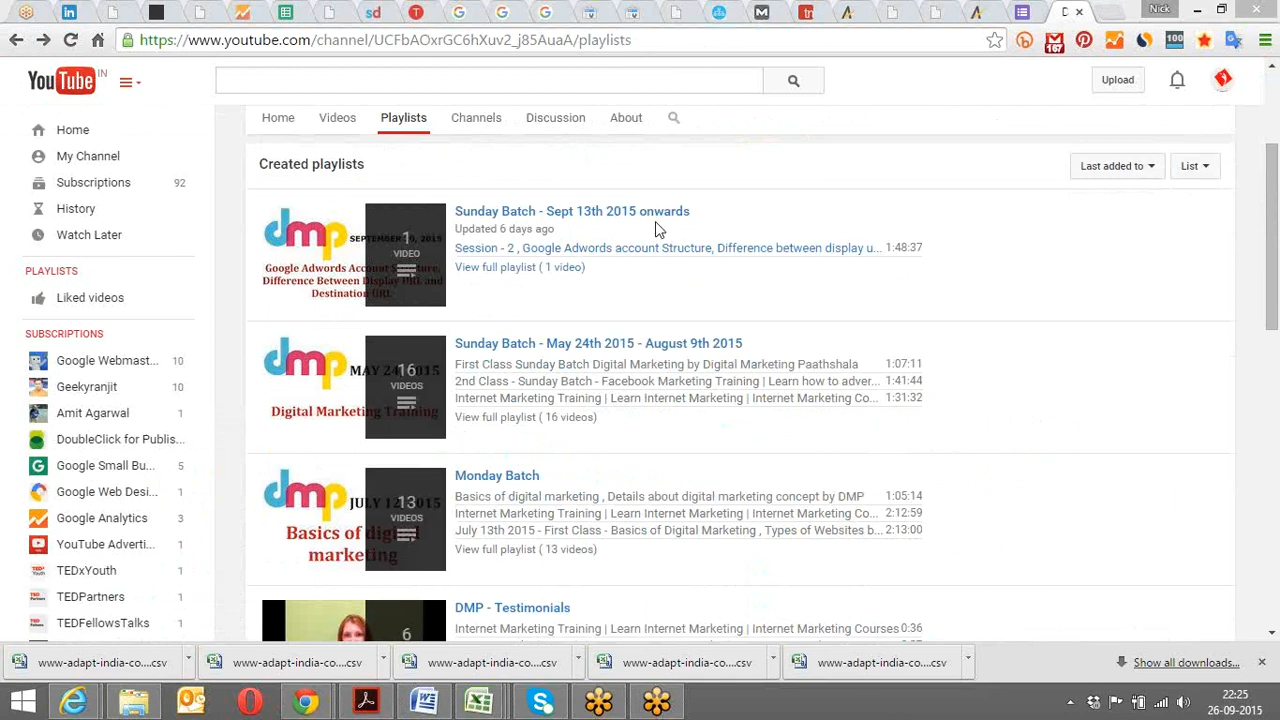 Nick
https://www.youtube.com/channel/UCFbAOxrGC6hXuv2_j85AuaA/playlists
167
100
YouTube IN
Upload
Home
Videos
Playlists
Channels
Discussion
About
Home
My Channel
Subscriptions 92
History
Watch Later
PLAYLISTS
Liked videos
SUBSCRIPTIONS
Google Webmast... 10
Geekyranjit 10
Amit Agarwal 1
DoubleClick for Publis...
Google Small Bu... 5
Google Web Desi... 1
Google Analytics 3
YouTube Adverti... 1
TEDxYouth 1
TEDPartners 1
TEDFellowsTalks 1
Created playlists
Last added to
List
dmp
1
VIDEO
Google Adwords Account Structure,
Difference Between Display URL and
Destination URL
Sunday Batch - Sept 13th 2015 onwards
Updated 6 days ago
Session - 2 , Google Adwords account Structure, Difference between display u... 1:48:37
View full playlist ( 1 video)
dmp
16
VIDEOS
Digital Marketing Training
Sunday Batch - May 24th 2015 - August 9th 2015
First Class Sunday Batch Digital Marketing by Digital Marketing Paathshala 1:07:11
2nd Class - Sunday Batch - Facebook Marketing Training | Learn how to adver... 1:41:44
Internet Marketing Training | Learn Internet Marketing | Internet Marketing Co... 1:31:32
View full playlist ( 16 videos)
dmp
13
VIDEOS
Basics of digital
marketing
Monday Batch
Basics of digital marketing , Details about digital marketing concept by DMP 1:05:14
Internet Marketing Training | Learn Internet Marketing | Internet Marketing Co... 2:12:59
July 13th 2015 - First Class - Basics of Digital Marketing , Types of Websites b... 2:13:00
View full playlist ( 13 videos)
6
DMP - Testimonials
Internet Marketing Training | Learn Internet Marketing | Internet Marketing Courses 0:36
www-adapt-india-co....csv
www-adapt-india-co....csv
www-adapt-india-co....csv
www-adapt-india-co....csv
www-adapt-india-co....csv
Show all downloads...
22:25
26-09-2015